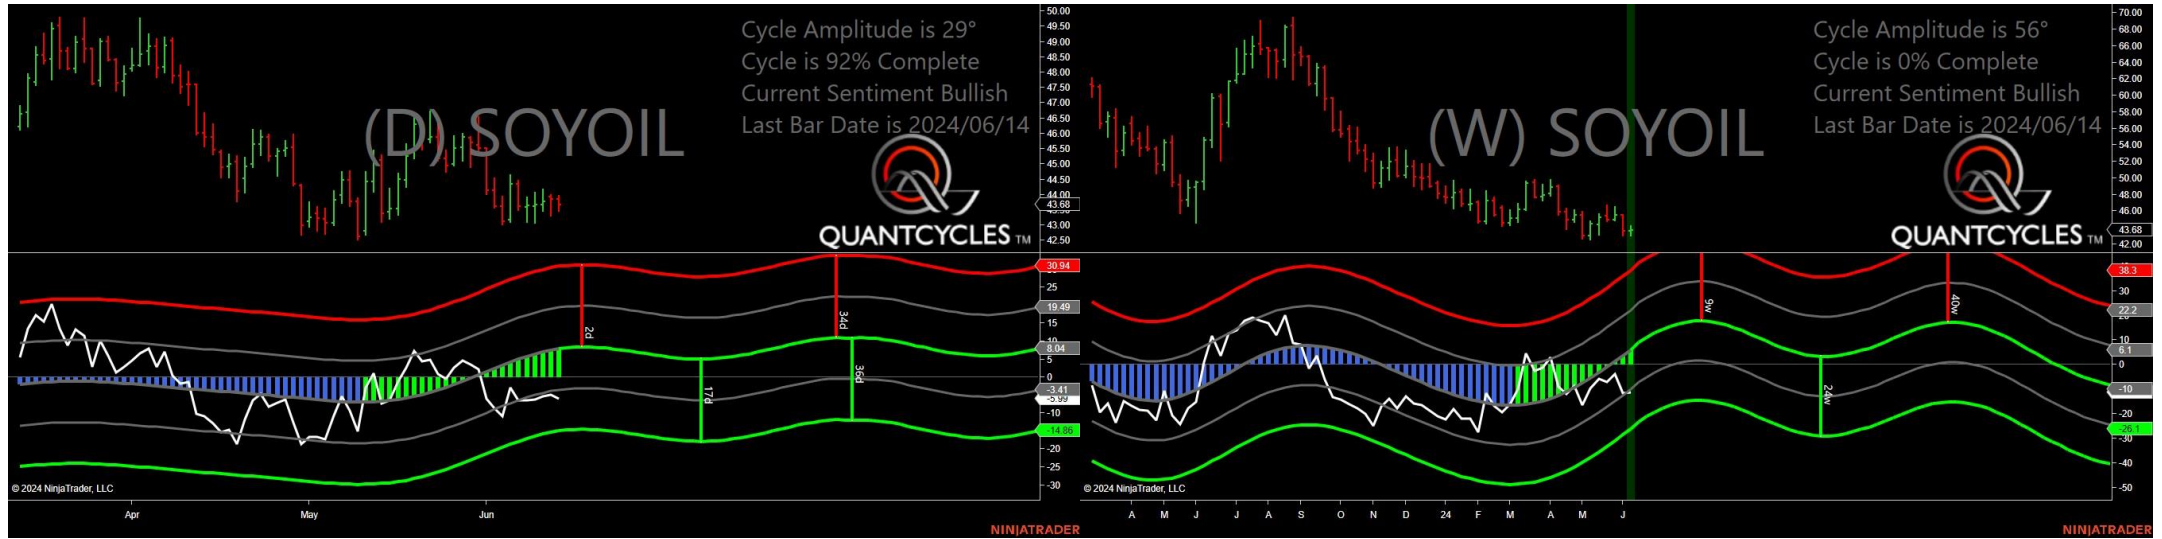 Cycle Amplitude is 29°
Cycle is 92% Complete
Current Sentiment Bullish
Last Bar Date is 2024/06/14
(D) SOYOIL
QUANTCYCLES TM
50.00
49.50
49.00
48.50
48.00
47.50
47.00
46.50
46.00
45.50
45.00
44.50
44.00
43.68
43.00
42.50
30.94
25
19.49
15
10
8.04
5
0
-3.41
-5.99
-10
-14.86
-20
-25
-30
2d
17d
34d
36d
© 2024 NinjaTrader, LLC
Apr May Jun
NINJATRADER
Cycle Amplitude is 56°
Cycle is 0% Complete
Current Sentiment Bullish
Last Bar Date is 2024/06/14
(W) SOYOIL
QUANTCYCLES TM
70.00
68.00
66.00
64.00
62.00
60.00
58.00
56.00
54.00
52.00
50.00
48.00
46.00
43.68
42.00
38.3
30
22.2
10
6.1
0
-10
-20
-26.1
-30
-40
-50
9w
24w
40w
© 2024 NinjaTrader, LLC
A M J J A S O N D 24 F M A M J
NINJATRADER